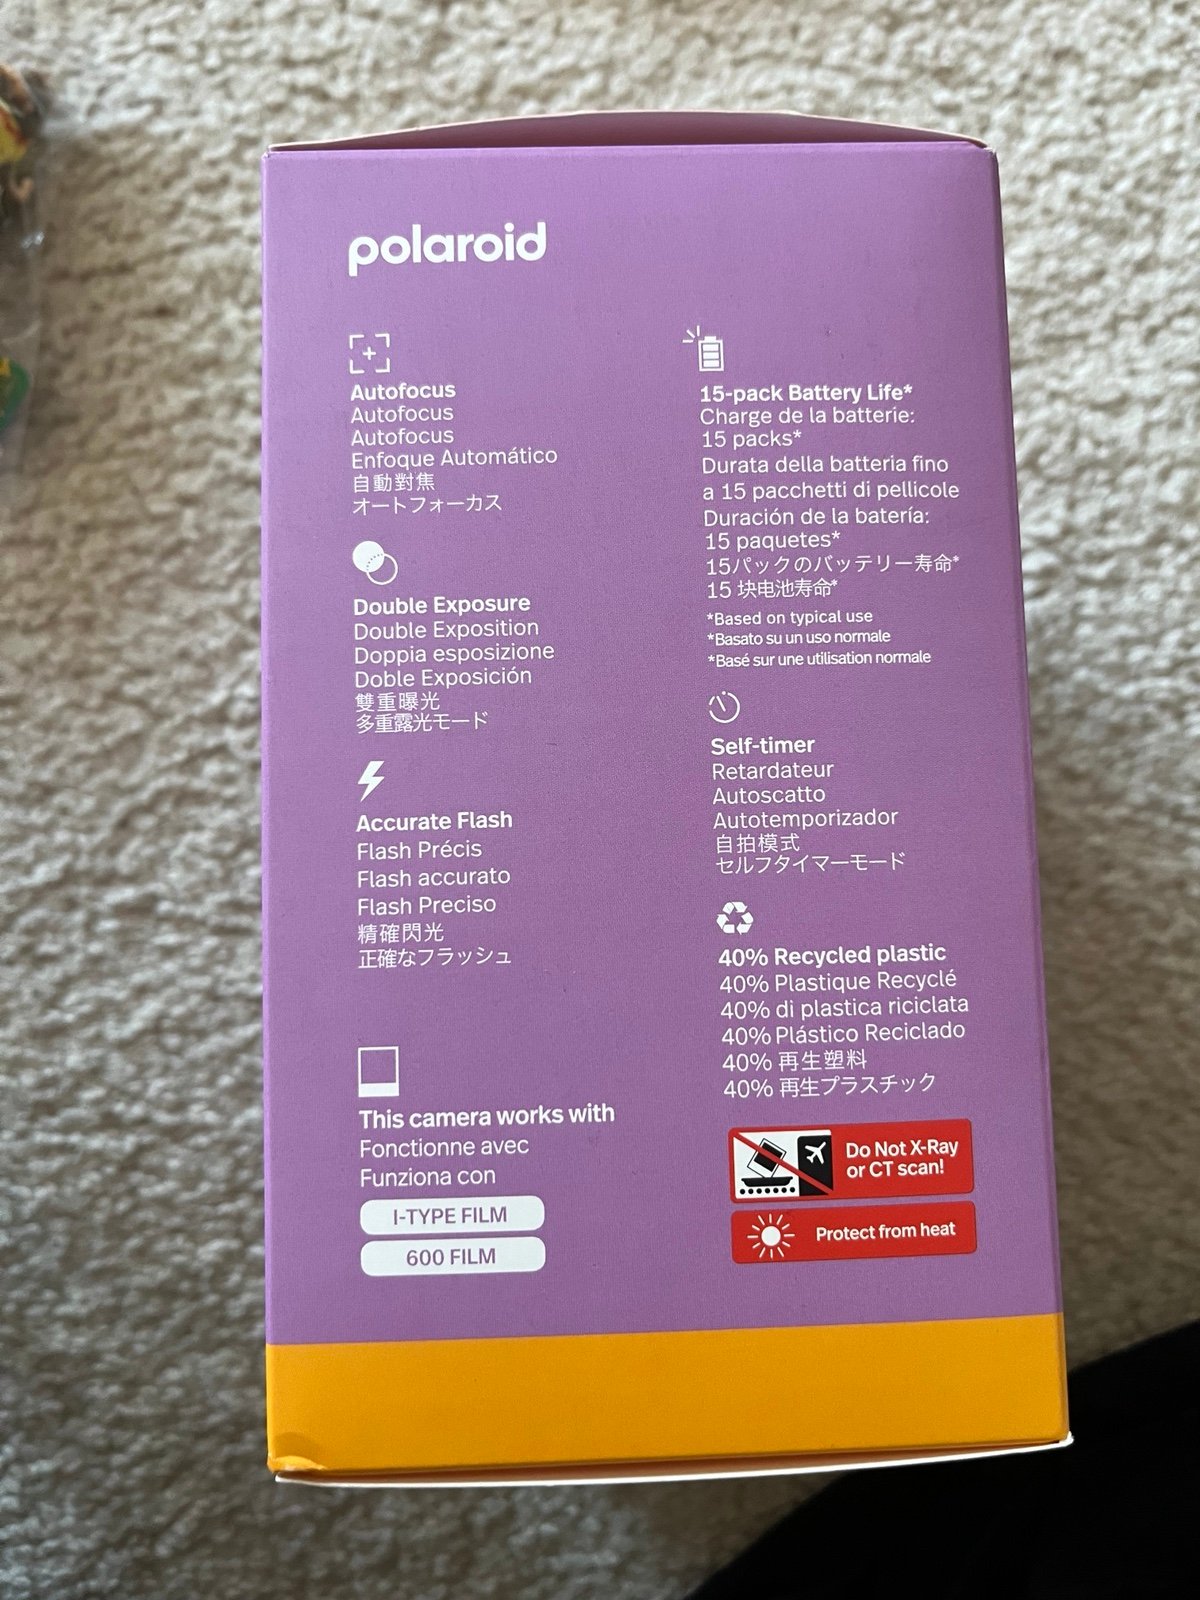 polaroid
Autofocus
Autofocus
Autofocus
Enfoque Automático
自動對焦
オートフォーカス
Double Exposure
Double Exposition
Doppia esposizione
Doble Exposición
雙重曝光
多重露光モード
Accurate Flash
Flash Précis
Flash accurato
Flash Preciso
精確閃光
正確なフラッシュ
This camera works with
Fonctionne avec
Funziona con
I-TYPE FILM
600 FILM
15-pack Battery Life*
Charge de la batterie:
15 packs*
Durata della batteria fino
a 15 pacchetti di pellicole
Duración de la batería:
15 paquetes*
15パックのバッテリー寿命*
15 块电池寿命*
*Based on typical use
*Basato su un uso normale
*Basé sur une utilisation normale
Self-timer
Retardateur
Autoscatto
Autotemporizador
自拍模式
セルフタイマーモード
40% Recycled plastic
40% Plastique Recyclé
40% di plastica riciclata
40% Plástico Reciclado
40% 再生塑料
40% 再生プラスチック
Do Not X-Ray
or CT scan!
Protect from heat